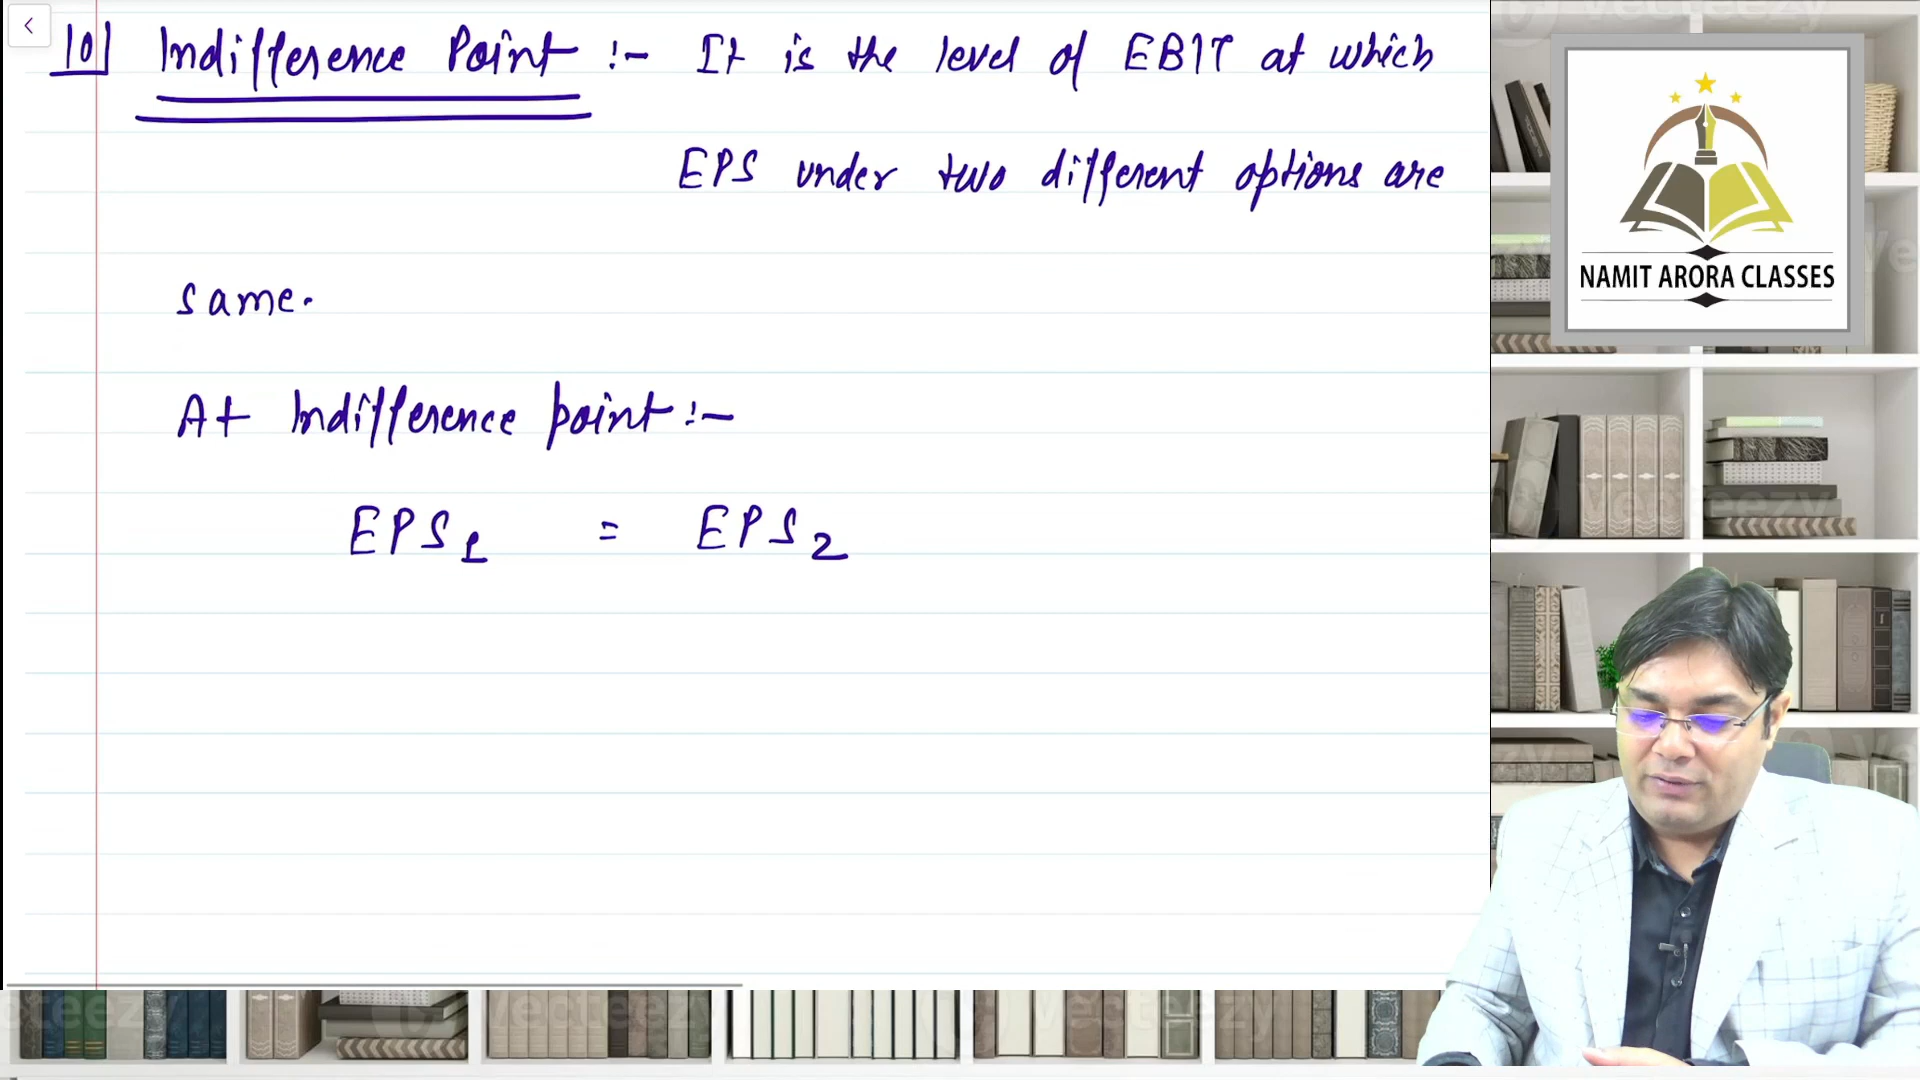 10] Indifference Point :- It is the level of EBIT at which
EPS under two different options are
same.
At Indifference point :-
EPS1 = EPS2
NAMIT ARORA CLASSES